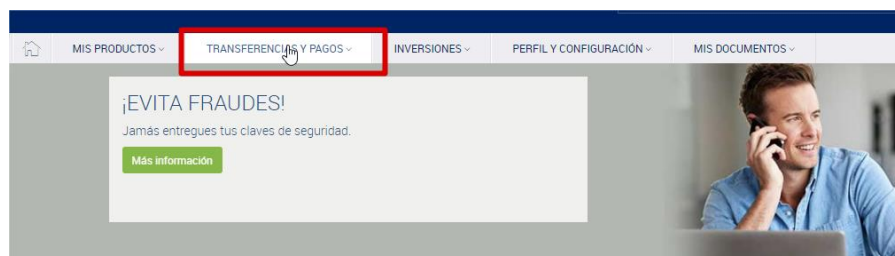 MIS PRODUCTOS
TRANSFERENCIAS Y PAGOS
INVERSIONES
PERFIL Y CONFIGURACIÓN
MIS DOCUMENTOS
¡EVITA FRAUDES!
Jamás entregues tus claves de seguridad.
Más información